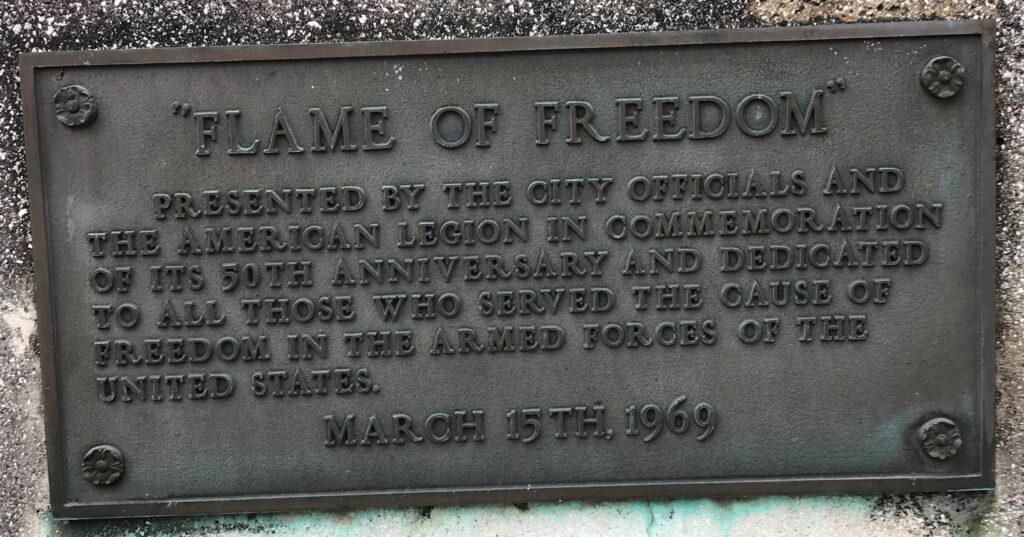 "FLAME OF FREEDOM"
PRESENTED BY THE CITY OFFICIALS AND
THE AMERICAN LEGION IN COMMEMORATION
OF ITS 50TH ANNIVERSARY AND DEDICATED
TO ALL THOSE WHO SERVED THE CAUSE OF
FREEDOM IN THE ARMED FORCES OF THE
UNITED STATES.
MARCH 15TH, 1969